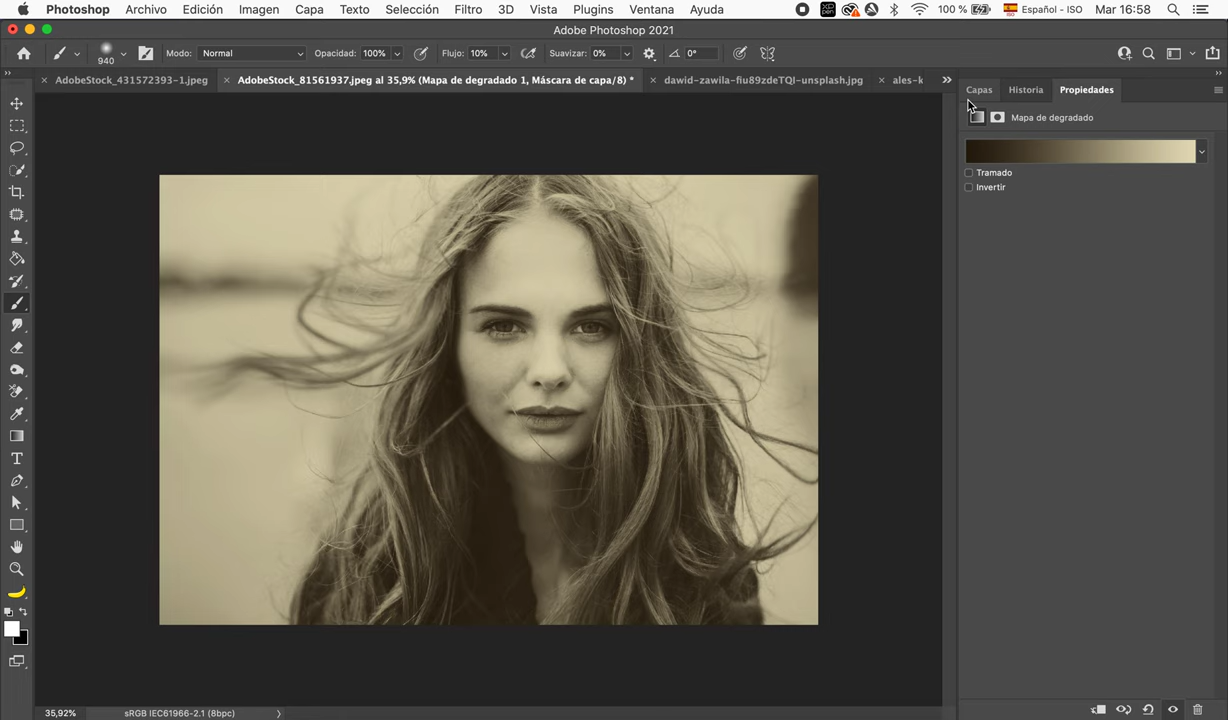 Photoshop Archivo Edición Imagen Capa Texto Selección Filtro 3D Vista Plugins Ventana Ayuda 100 % Español - ISO Mar 16:58
Adobe Photoshop 2021
940 Modo: Normal Opacidad: 100% Flujo: 10% Suavizar: 0% 0°
AdobeStock_431572393-1.jpeg AdobeStock_81561937.jpeg al 35,9% (Mapa de degradado 1, Máscara de capa/8) * dawid-zawila-fiu89zdeTQI-unsplash.jpg ales-k
Capas Historia Propiedades
Mapa de degradado
Tramado
Invertir
35,92% sRGB IEC61966-2.1 (8bpc)